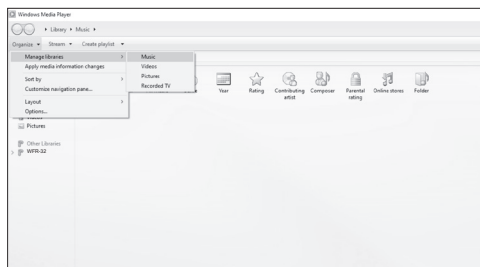 Windows Media Player
Library ▸ Music ▸
Organize ▾ Stream ▾ Create playlist ▾
Manage libraries
Apply media information changes
Sort by
Customize navigation pane...
Layout
Options...
Music
Videos
Pictures
Recorded TV
Year
Rating
Contributing
artist
Composer
Parental
rating
Online stores
Folder
Pictures
Other Libraries
WFR-32